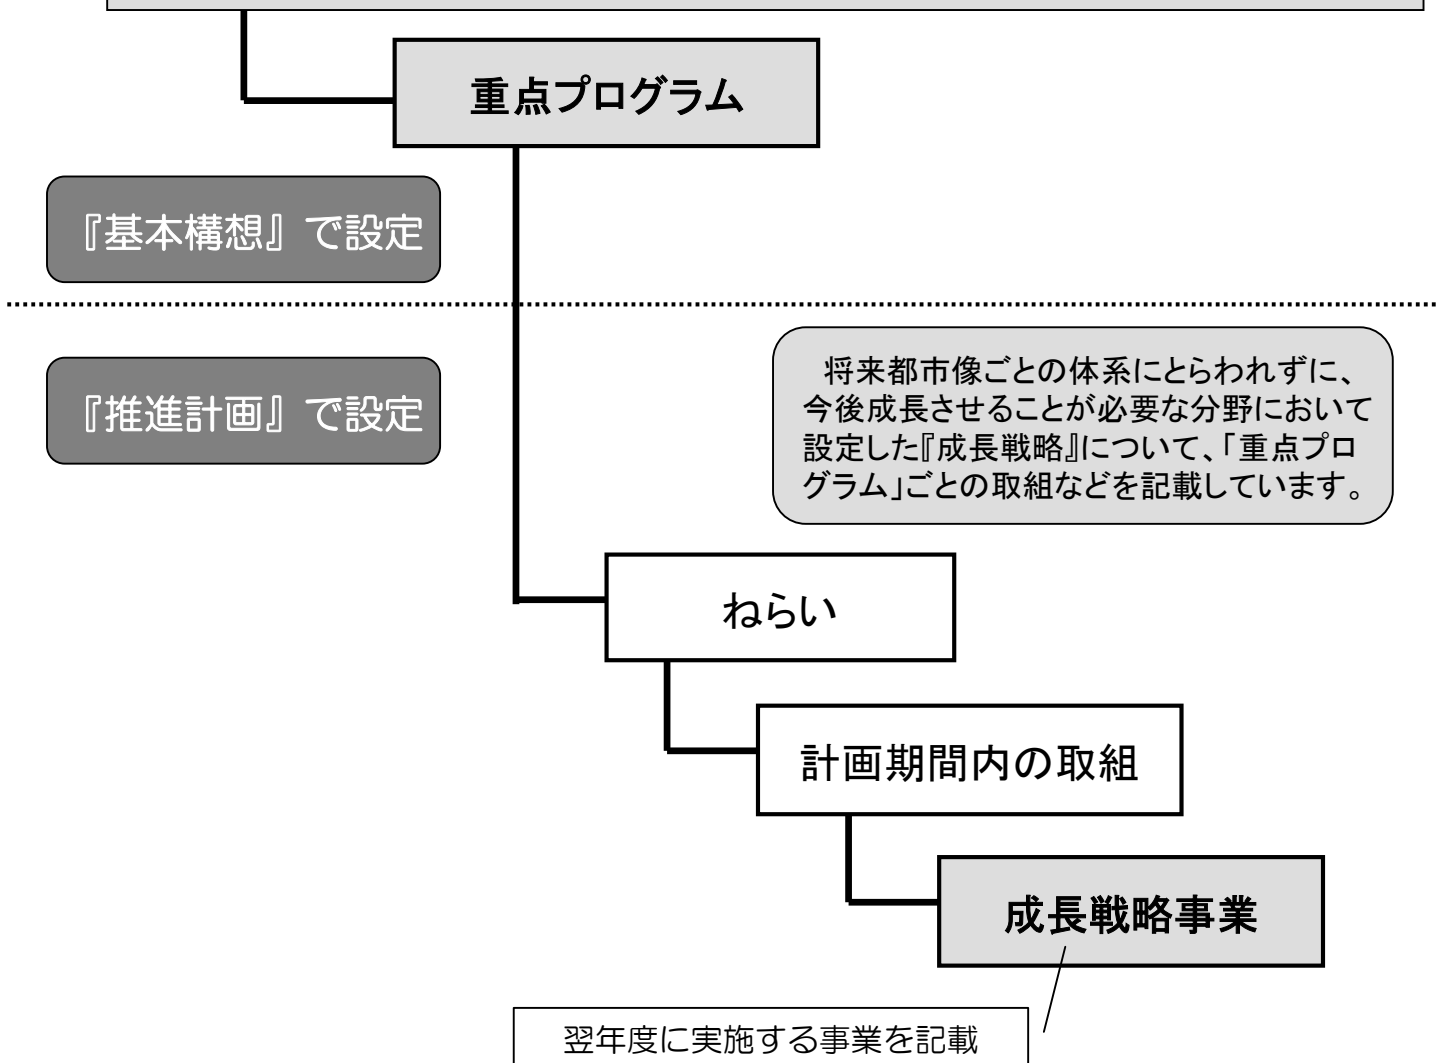 重点プログラム
『基本構想』で設定
『推進計画』で設定
将来都市像ごとの体系にとらわれずに、
今後成長させることが必要な分野において
設定した『成長戦略』について、「重点プロ
グラム」ごとの取組などを記載しています。
ねらい
計画期間内の取組
成長戦略事業
翌年度に実施する事業を記載